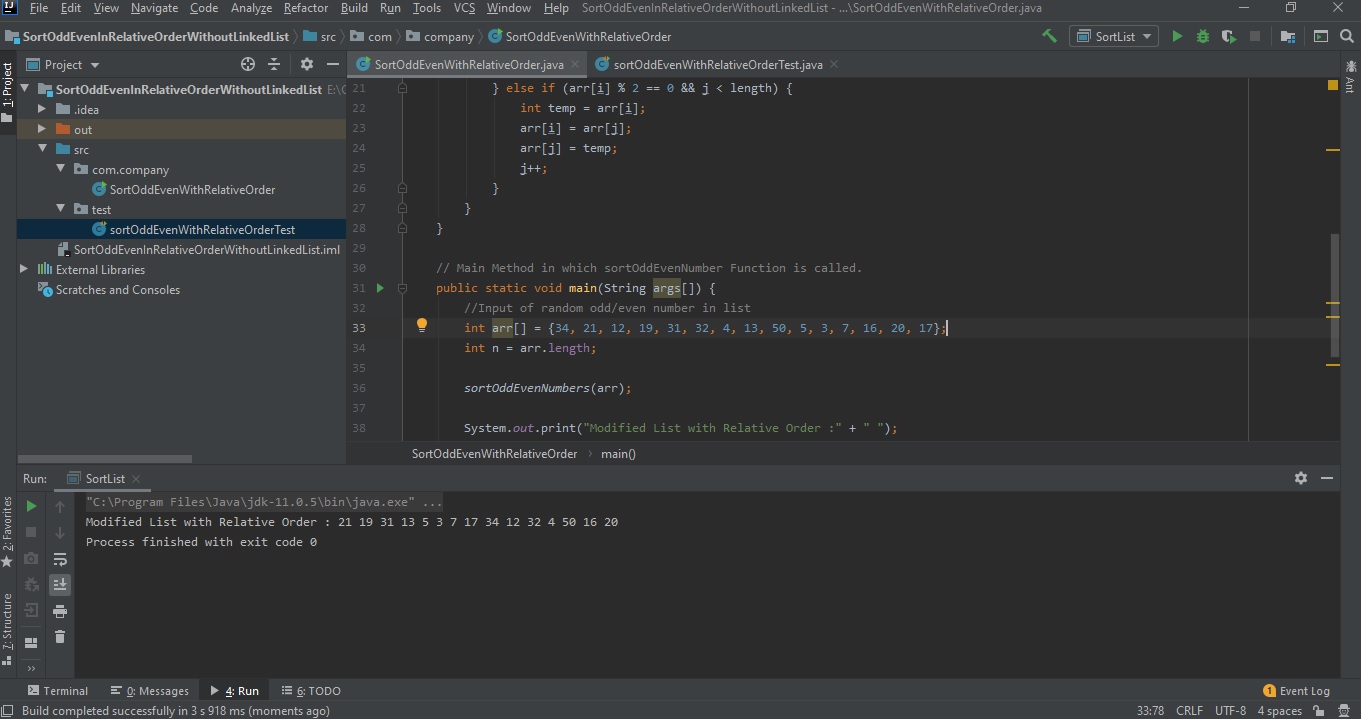 File Edit View Navigate Code Analyze Refactor Build Run Tools VCS Window Help SortOddEvenInRelativeOrderWithoutLinkedList - ...\SortOddEvenWithRelativeOrder.java
SortOddEvenInRelativeOrderWithoutLinkedList src com company SortOddEvenWithRelativeOrder SortList
1: Project
Project
SortOddEvenInRelativeOrderWithoutLinkedList E:\C
.idea
out
src
com.company
SortOddEvenWithRelativeOrder
test
sortOddEvenWithRelativeOrderTest
SortOddEvenInRelativeOrderWithoutLinkedList.iml
External Libraries
Scratches and Consoles
SortOddEvenWithRelativeOrder.java sortOddEvenWithRelativeOrderTest.java
Ant
21 } else if (arr[i] % 2 == 0 && j < length) {
22 int temp = arr[i];
23 arr[i] = arr[j];
24 arr[j] = temp;
25 j++;
26 }
27 }
28 }
29
30 // Main Method in which sortOddEvenNumber Function is called.
31 public static void main(String args[]) {
32 //Input of random odd/even number in list
33 int arr[] = {34, 21, 12, 19, 31, 32, 4, 13, 50, 5, 3, 7, 16, 20, 17};
34 int n = arr.length;
35
36 sortOddEvenNumbers(arr);
37
38 System.out.print("Modified List with Relative Order :" + " ");
SortOddEvenWithRelativeOrder main()
Run: SortList
"C:\Program Files\Java\jdk-11.0.5\bin\java.exe" ...
Modified List with Relative Order : 21 19 31 13 5 3 7 17 34 12 32 4 50 16 20
Process finished with exit code 0
2: Favorites
7: Structure
Terminal 0: Messages 4: Run 6: TODO 1 Event Log
Build completed successfully in 3 s 918 ms (moments ago) 33:78 CRLF UTF-8 4 spaces